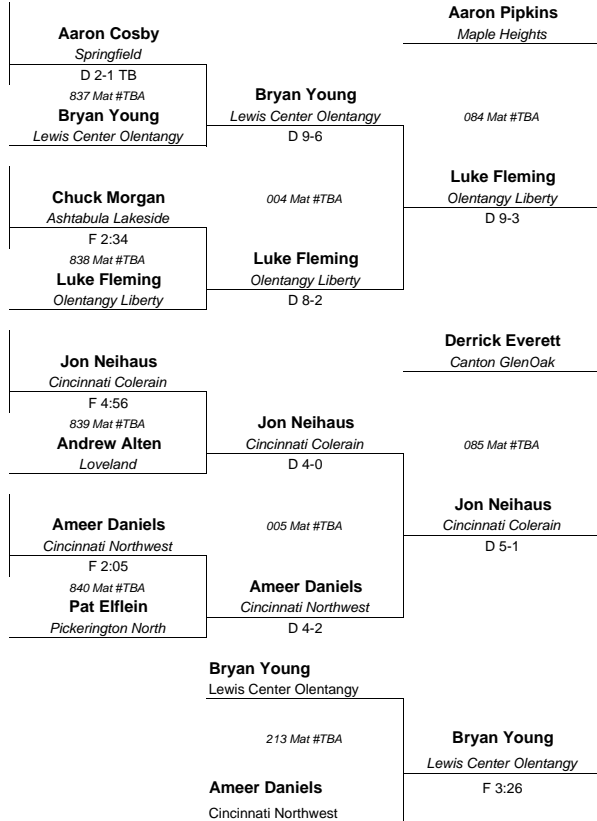 Aaron Pipkins
Maple Heights
Aaron Cosby
Springfield
D 2-1 TB
837 Mat #TBA
Bryan Young
Lewis Center Olentangy
Bryan Young
Lewis Center Olentangy
D 9-6
084 Mat #TBA
Luke Fleming
Olentangy Liberty
D 9-3
Chuck Morgan
Ashtabula Lakeside
F 2:34
838 Mat #TBA
Luke Fleming
Olentangy Liberty
004 Mat #TBA
Luke Fleming
Olentangy Liberty
D 8-2
Derrick Everett
Canton GlenOak
Jon Neihaus
Cincinnati Colerain
F 4:56
839 Mat #TBA
Andrew Alten
Loveland
Jon Neihaus
Cincinnati Colerain
D 4-0
085 Mat #TBA
Jon Neihaus
Cincinnati Colerain
D 5-1
Ameer Daniels
Cincinnati Northwest
F 2:05
840 Mat #TBA
Pat Elflein
Pickerington North
005 Mat #TBA
Ameer Daniels
Cincinnati Northwest
D 4-2
Bryan Young
Lewis Center Olentangy
213 Mat #TBA
Bryan Young
Lewis Center Olentangy
F 3:26
Ameer Daniels
Cincinnati Northwest